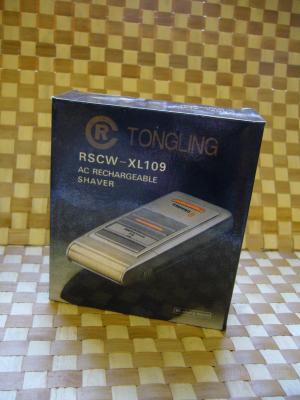 R
TONGLING
RSCW-XL109
AC RECHARGEABLE
SHAVER